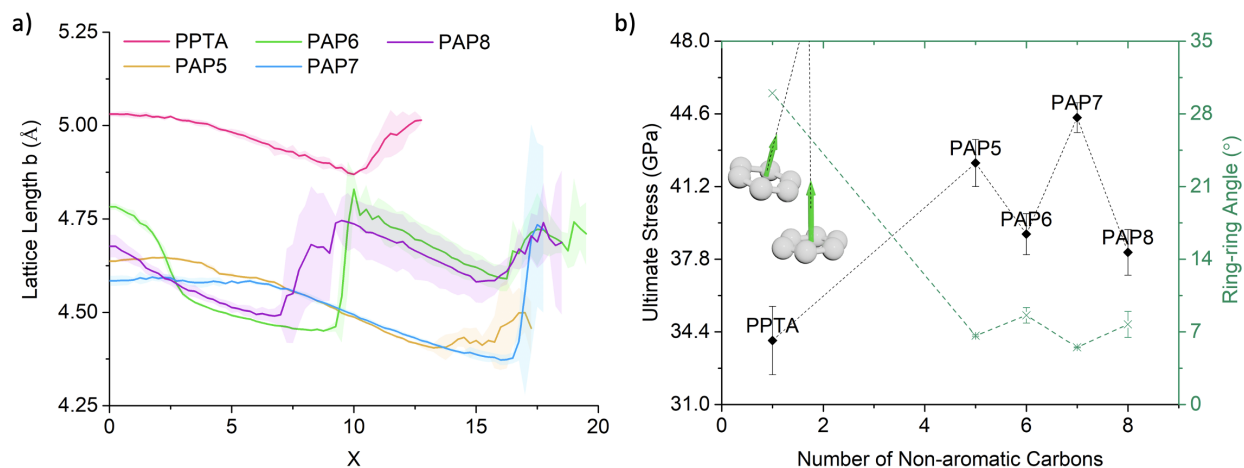 a)
5.25
5.00
4.75
4.50
4.25
Lattice Length b (Å)
PPTA
PAP6
PAP8
PAP5
PAP7
0
5
10
15
20
X
b)
48.0
44.6
41.2
37.8
34.4
31.0
Ultimate Stress (GPa)
PPTA
PAP5
PAP6
PAP7
PAP8
35
28
21
14
7
0
Ring-ring Angle (°)
0
2
4
6
8
Number of Non-aromatic Carbons